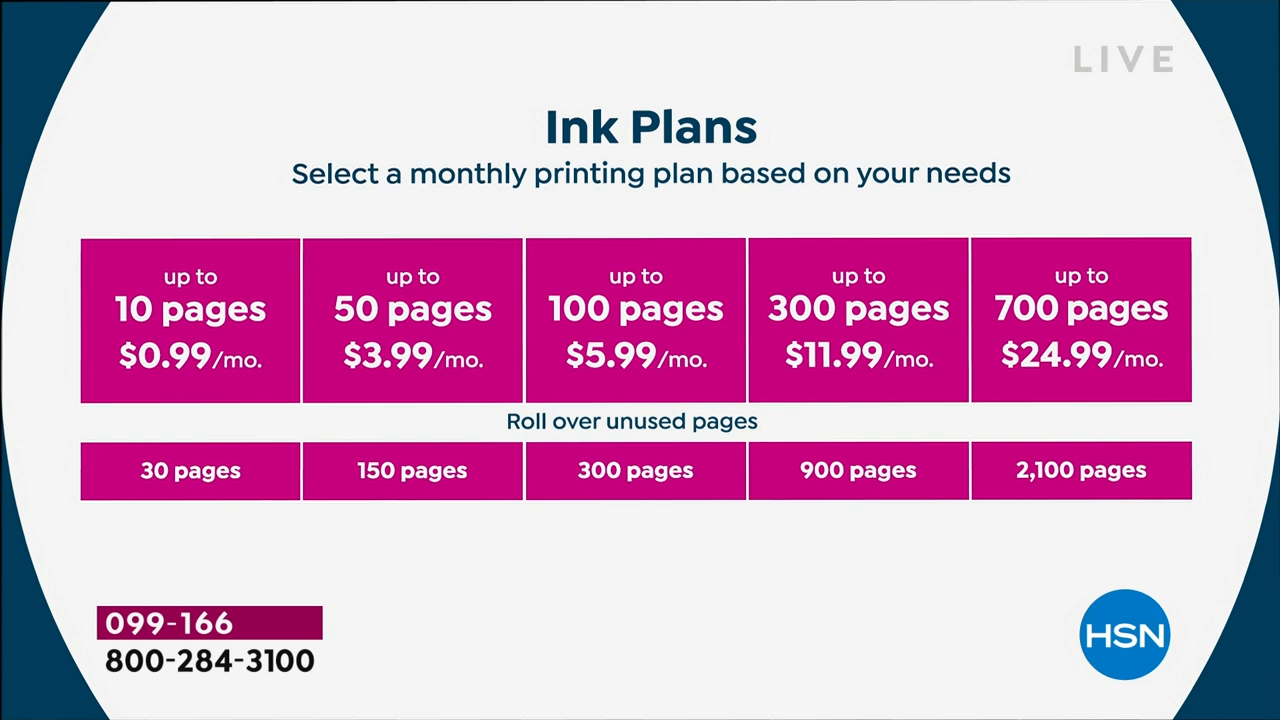 LIVE
Ink Plans
Select a monthly printing plan based on your needs
up to
10 pages
$0.99/mo.
up to
50 pages
$3.99/mo.
up to
100 pages
$5.99/mo.
up to
300 pages
$11.99/mo.
up to
700 pages
$24.99/mo.
Roll over unused pages
30 pages
150 pages
300 pages
900 pages
2,100 pages
099-166
800-284-3100
HSN